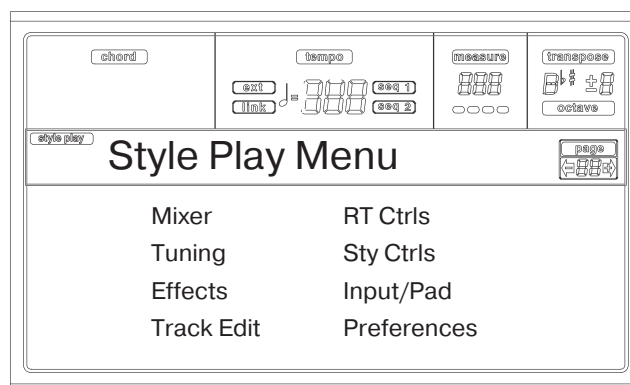 chord
tempo
measure
transpose
ext
link
seq 1
seq 2
octave
style play
Style Play Menu
page
Mixer
RT Ctrls
Tuning
Sty Ctrls
Effects
Input/Pad
Track Edit
Preferences